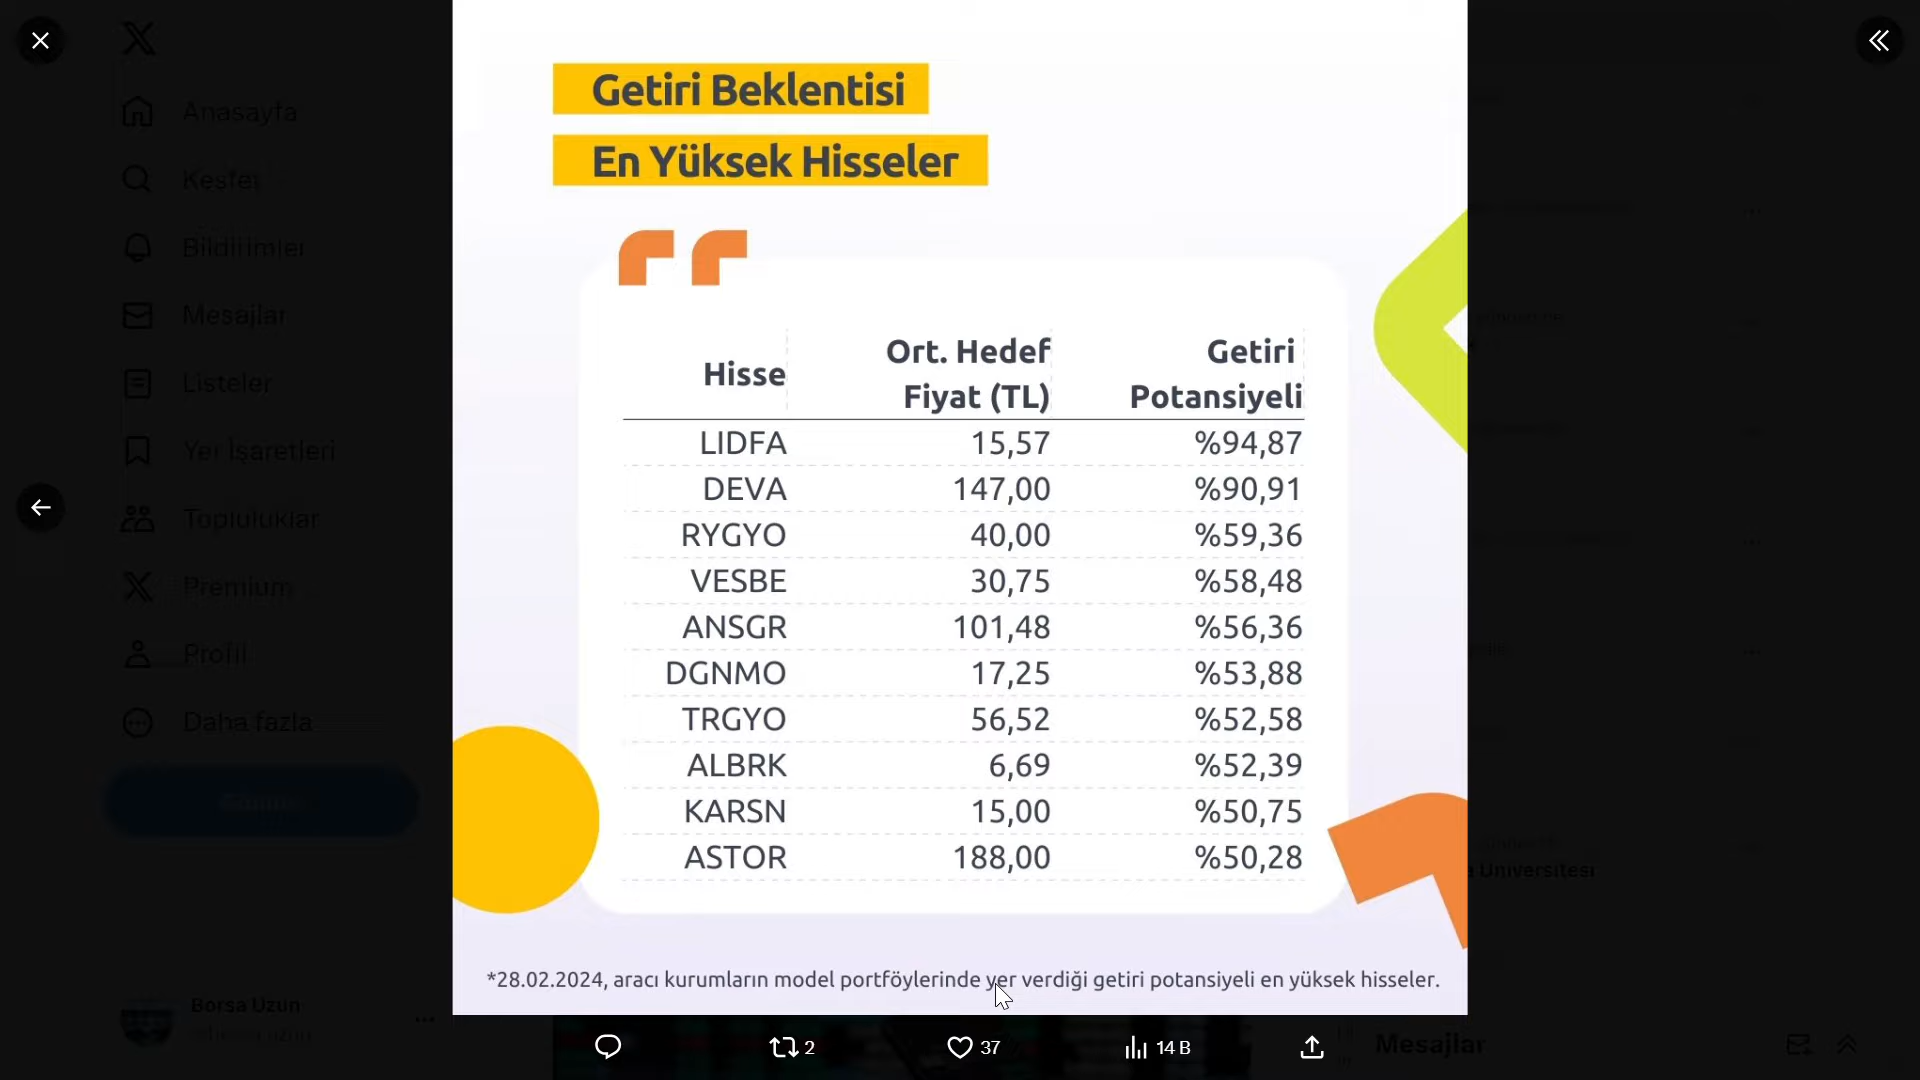 Getiri Beklentisi
En Yüksek Hisseler
Hisse Ort. Hedef Fiyat (TL) Getiri Potansiyeli
LIDFA 15,57 %94,87
DEVA 147,00 %90,91
RYGYO 40,00 %59,36
VESBE 30,75 %58,48
ANSGR 101,48 %56,36
DGNMO 17,25 %53,88
TRGYO 56,52 %52,58
ALBRK 6,69 %52,39
KARSN 15,00 %50,75
ASTOR 188,00 %50,28
*28.02.2024, aracı kurumların model portföylerinde yer verdiği getiri potansiyeli en yüksek hisseler.
2 37 14 B
Anasayfa
Keşfet
Bildirimler
Mesajlar
Listeler
Yer İşaretleri
Topluluklar
Premium
Profil
Daha fazla
Borsa Uzun
Üniversitesi
Mesajlar